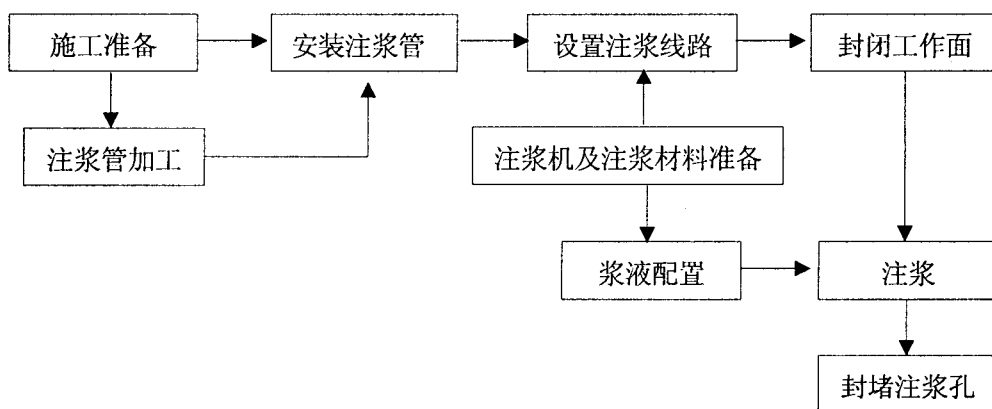 施工准备
安装注浆管
设置注浆线路
封闭工作面
注浆管加工
注浆机及注浆材料准备
浆液配置
注浆
封堵注浆孔